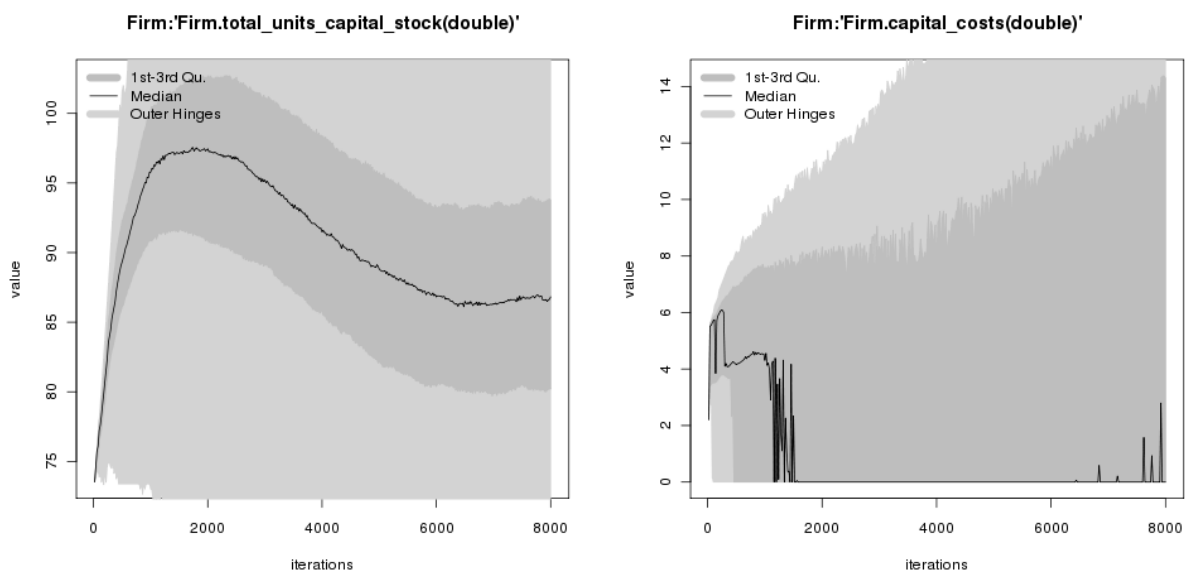 Firm:'Firm.total_units_capital_stock(double)'
1st-3rd Qu.
Median
Outer Hinges
value
100
95
90
85
80
75
0 2000 4000 6000 8000
iterations
Firm:'Firm.capital_costs(double)'
1st-3rd Qu.
Median
Outer Hinges
value
14
12
10
8
6
4
2
0
0 2000 4000 6000 8000
iterations